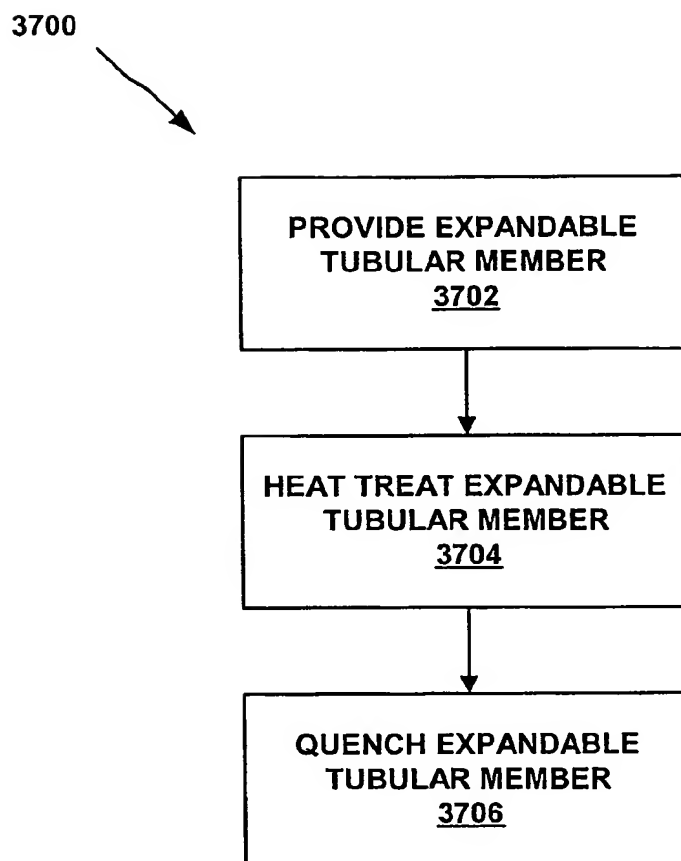 3700
PROVIDE EXPANDABLE
TUBULAR MEMBER
3702
HEAT TREAT EXPANDABLE
TUBULAR MEMBER
3704
QUENCH EXPANDABLE
TUBULAR MEMBER
3706